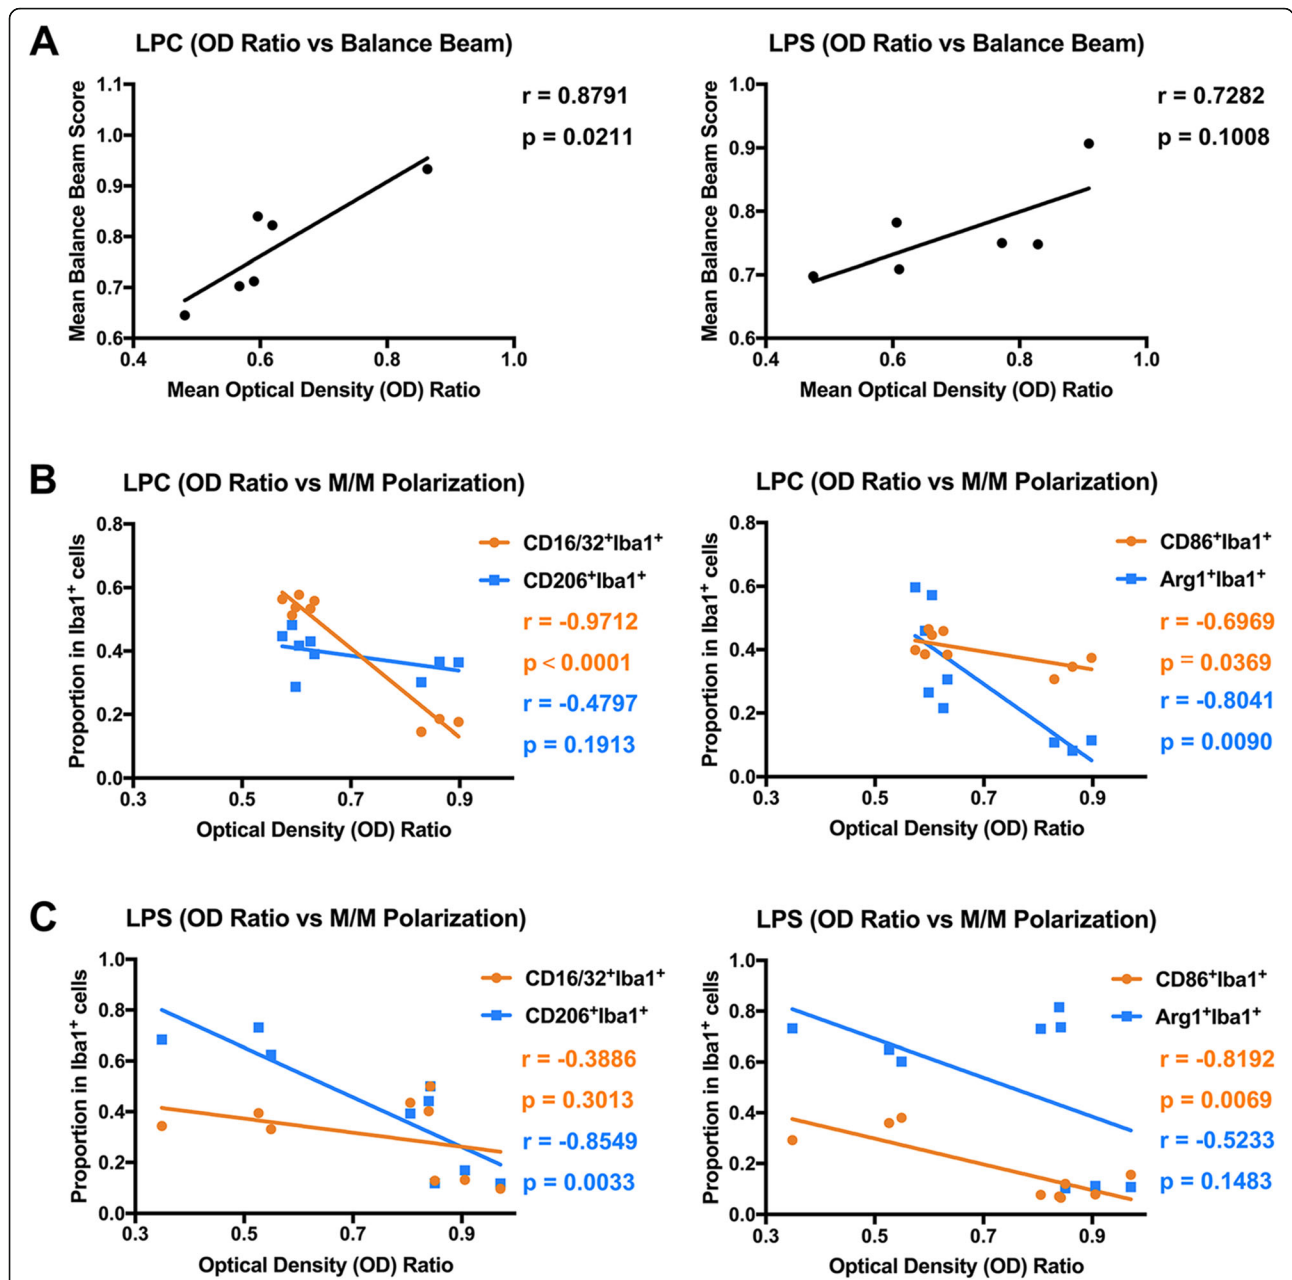 A
LPC (OD Ratio vs Balance Beam)
Mean Balance Beam Score
1.1
1.0
0.9
0.8
0.7
0.6
0.4
0.6
0.8
1.0
Mean Optical Density (OD) Ratio
r = 0.8791
p = 0.0211
LPS (OD Ratio vs Balance Beam)
Mean Balance Beam Score
1.0
0.9
0.8
0.7
0.6
0.4
0.6
0.8
1.0
Mean Optical Density (OD) Ratio
r = 0.7282
p = 0.1008
B
LPC (OD Ratio vs M/M Polarization)
Proportion in Iba1⁺ cells
0.8
0.6
0.4
0.2
0.0
0.3
0.5
0.7
0.9
Optical Density (OD) Ratio
CD16/32⁺Iba1⁺
CD206⁺Iba1⁺
r = -0.9712
p < 0.0001
r = -0.4797
p = 0.1913
LPC (OD Ratio vs M/M Polarization)
Proportion in Iba1⁺ cells
0.8
0.6
0.4
0.2
0.0
0.3
0.5
0.7
0.9
Optical Density (OD) Ratio
CD86⁺Iba1⁺
Arg1⁺Iba1⁺
r = -0.6969
p = 0.0369
r = -0.8041
p = 0.0090
C
LPS (OD Ratio vs M/M Polarization)
Proportion in Iba1⁺ cells
1.0
0.8
0.6
0.4
0.2
0.0
0.3
0.5
0.7
0.9
Optical Density (OD) Ratio
CD16/32⁺Iba1⁺
CD206⁺Iba1⁺
r = -0.3886
p = 0.3013
r = -0.8549
p = 0.0033
LPS (OD Ratio vs M/M Polarization)
Proportion in Iba1⁺ cells
1.0
0.8
0.6
0.4
0.2
0.0
0.3
0.5
0.7
0.9
Optical Density (OD) Ratio
CD86⁺Iba1⁺
Arg1⁺Iba1⁺
r = -0.8192
p = 0.0069
r = -0.5233
p = 0.1483